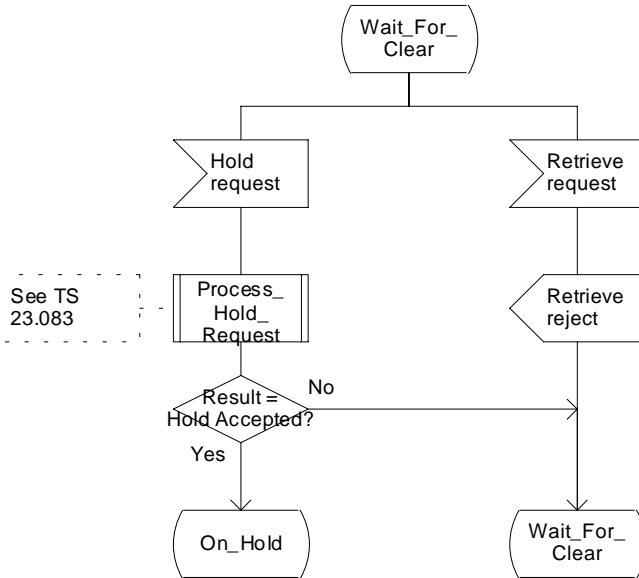 Wait_For_
Clear
Hold
request
Retrieve
request
See TS
23.083
Process_
Hold_
Request
Retrieve
reject
Result =
Hold Accepted?
No
Yes
On_Hold
Wait_For_
Clear